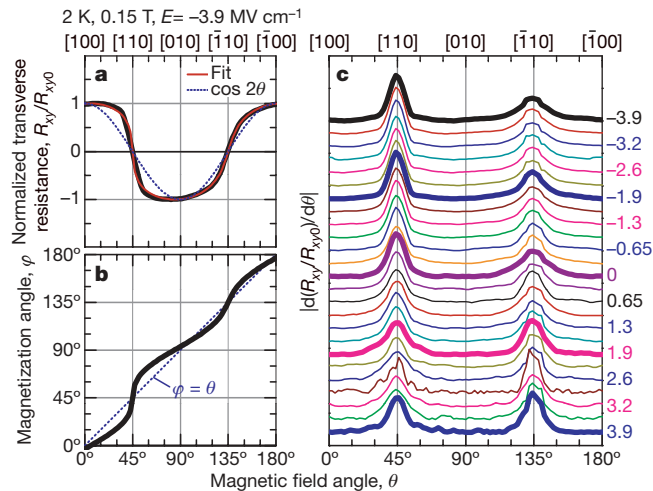 2 K, 0.15 T, E= –3.9 MV cm⁻¹
[100] [110] [010] [1̄10] [1̄00]
[100] [110] [010] [1̄10] [1̄00]
a
Fit
cos 2θ
Normalized transverse
resistance, Rxy/Rxy0
1
0
–1
b
Magnetization angle, φ
180°
135°
90°
45°
0°
φ = θ
0° 45° 90° 135° 180°
c
|d(Rxy/Rxy0)/dθ|
–3.9
–3.2
–2.6
–1.9
–1.3
–0.65
0
0.65
1.3
1.9
2.6
3.2
3.9
0° 45° 90° 135° 180°
Magnetic field angle, θ